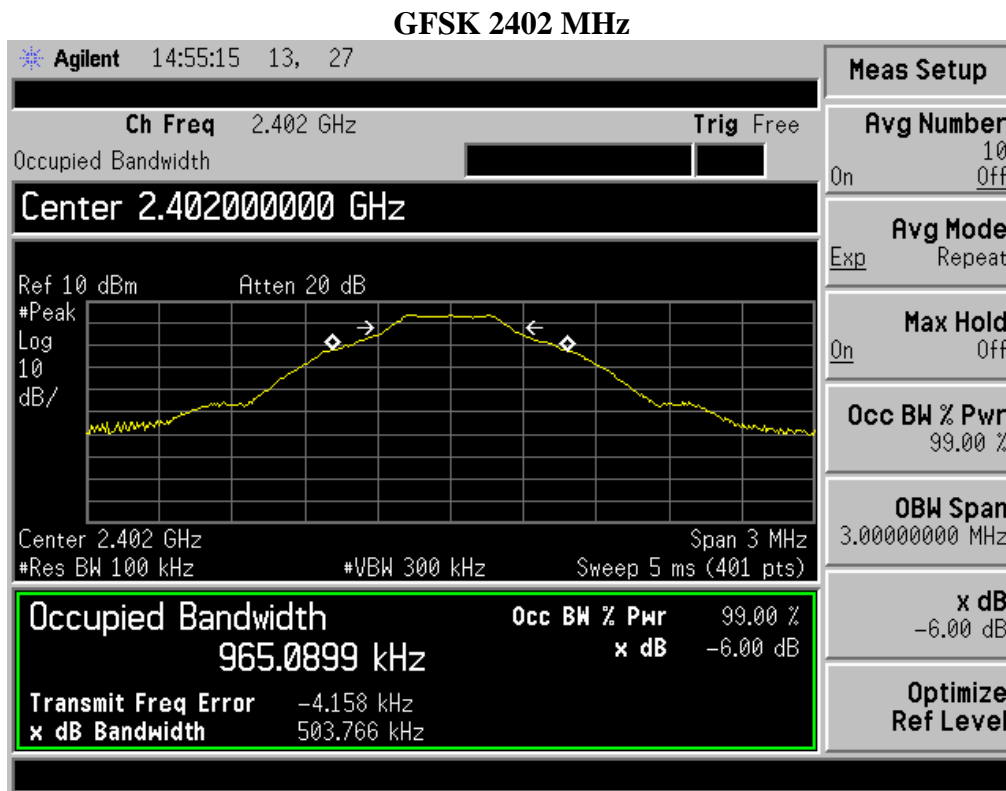 GFSK 2402 MHz
Agilent 14:55:15 13, 27
Meas Setup
Ch Freq 2.402 GHz Trig Free
Occupied Bandwidth
Avg Number
10
On Off
Center 2.402000000 GHz
Avg Mode
Exp Repeat
Ref 10 dBm Atten 20 dB
#Peak
Log
10
dB/
Max Hold
On Off
Occ BW % Pwr
99.00 %
OBW Span
3.00000000 MHz
Center 2.402 GHz Span 3 MHz
#Res BW 100 kHz #VBW 300 kHz Sweep 5 ms (401 pts)
x dB
-6.00 dB
Occupied Bandwidth
965.0899 kHz
Occ BW % Pwr 99.00 %
x dB -6.00 dB
Transmit Freq Error -4.158 kHz
x dB Bandwidth 503.766 kHz
Optimize
Ref Level